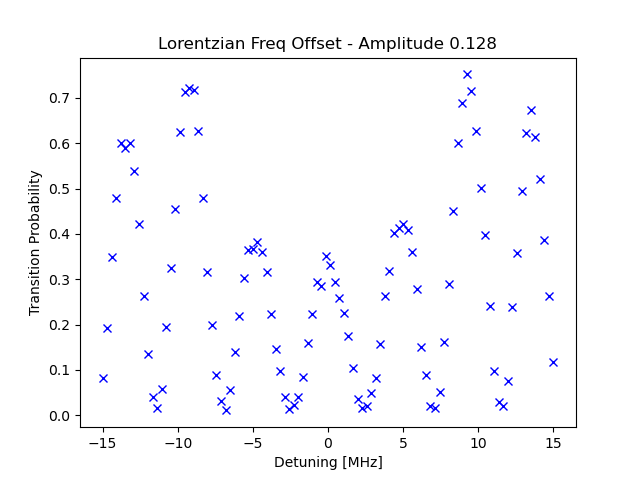 Lorentzian Freq Offset - Amplitude 0.128
Transition Probability
0.7
0.6
0.5
0.4
0.3
0.2
0.1
0.0
−15 −10 −5 0 5 10 15
Detuning [MHz]